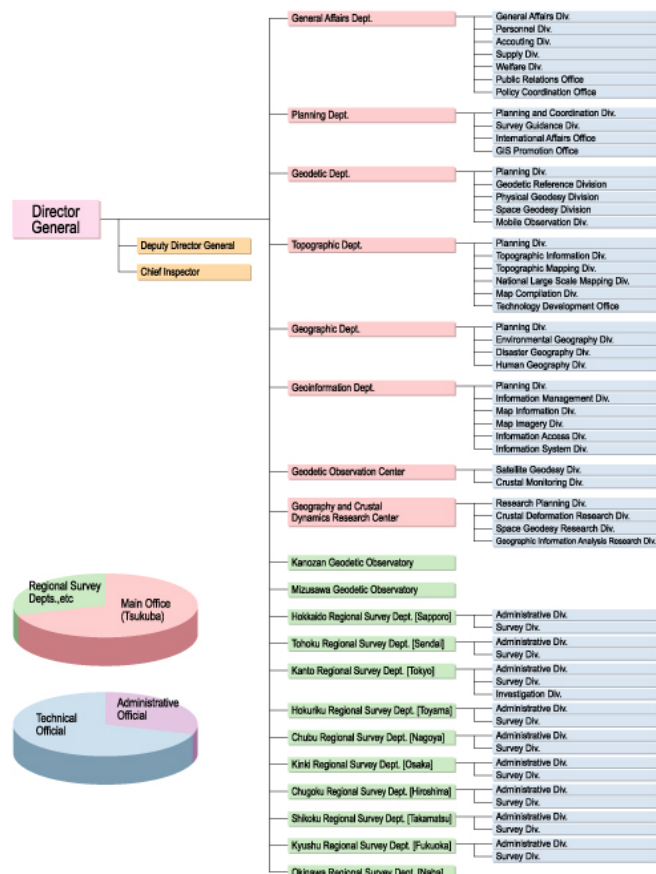 Director
General
Deputy Director General
Chief Inspector
General Affairs Dept.
General Affairs Div.
Personnel Div.
Accouting Div.
Supply Div.
Welfare Div.
Public Relations Office
Policy Coordination Office
Planning Dept.
Planning and Coordination Div.
Survey Guidance Div.
International Affairs Office
GIS Promotion Office
Geodetic Dept.
Planning Div.
Geodetic Reference Division
Physical Geodesy Division
Space Geodesy Division
Mobile Observation Div.
Topographic Dept.
Planning Div.
Topographic Information Div.
Topographic Mapping Div.
National Large Scale Mapping Div.
Map Compilation Div.
Technology Development Office
Geographic Dept.
Planning Div.
Environmental Geography Div.
Disaster Geography Div.
Human Geography Div.
Geoinformation Dept.
Planning Div.
Information Management Div.
Map Information Div.
Map Imagery Div.
Information Access Div.
Information System Div.
Geodetic Observation Center
Satellite Geodesy Div.
Crustal Monitoring Div.
Geography and Crustal
Dynamics Research Center
Research Planning Div.
Crustal Deformation Research Div.
Space Geodesy Research Div.
Geographic Information Analysis Research Div.
Kanozan Geodetic Observatory
Mizusawa Geodetic Observatory
Hokkaido Regional Survey Dept. [Sapporo]
Administrative Div.
Survey Div.
Tohoku Regional Survey Dept. [Sendai]
Administrative Div.
Survey Div.
Kanto Regional Survey Dept. [Tokyo]
Administrative Div.
Survey Div.
Investigation Div.
Hokuriku Regional Survey Dept. [Toyama]
Administrative Div.
Survey Div.
Chubu Regional Survey Dept. [Nagoya]
Administrative Div.
Survey Div.
Kinki Regional Survey Dept. [Osaka]
Administrative Div.
Survey Div.
Chugoku Regional Survey Dept. [Hiroshima]
Administrative Div.
Survey Div.
Shikoku Regional Survey Dept. [Takamatsu]
Administrative Div.
Survey Div.
Kyushu Regional Survey Dept. [Fukuoka]
Administrative Div.
Survey Div.
Okinawa Regional Survey Dept. [Naha]
Regional Survey
Depts.,etc
Main Office
(Tsukuba)
Administrative
Official
Technical
Official